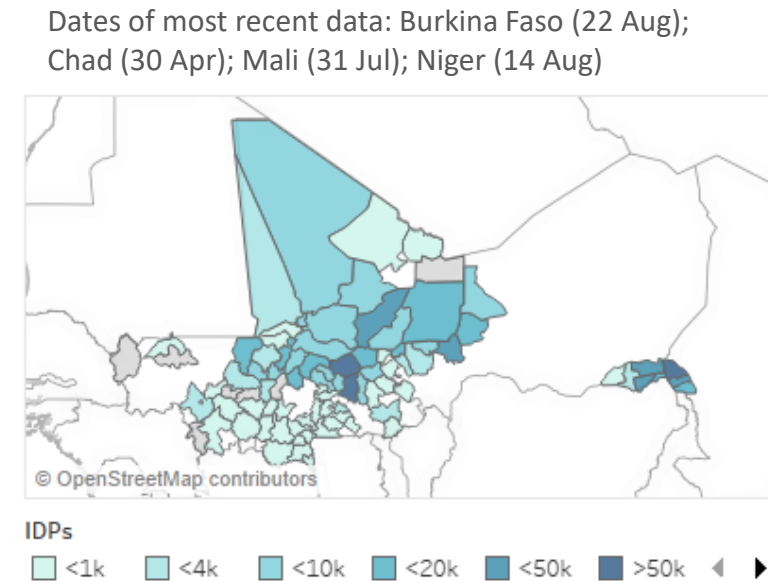 Dates of most recent data: Burkina Faso (22 Aug);
Chad (30 Apr); Mali (31 Jul); Niger (14 Aug)
© OpenStreetMap contributors
IDPs
<1k <4k <10k <20k <50k >50k